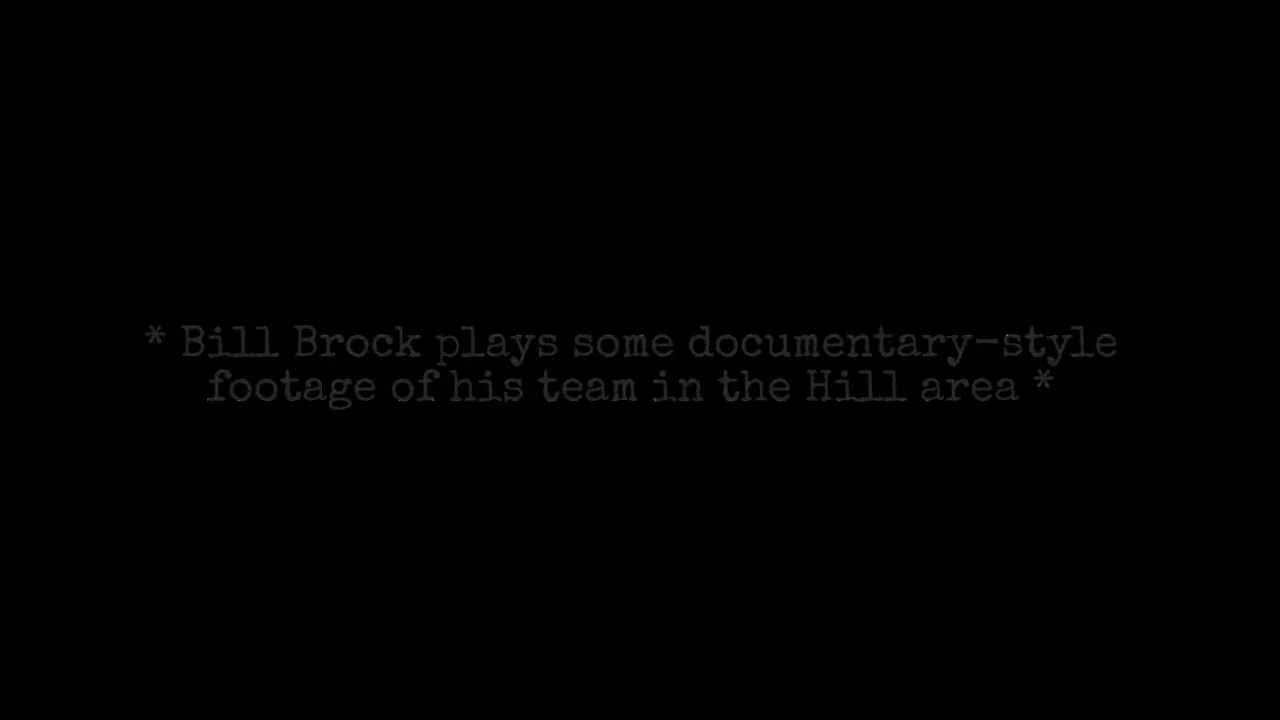 * Bill Brock plays some documentary-style
footage of his team in the Hill area *